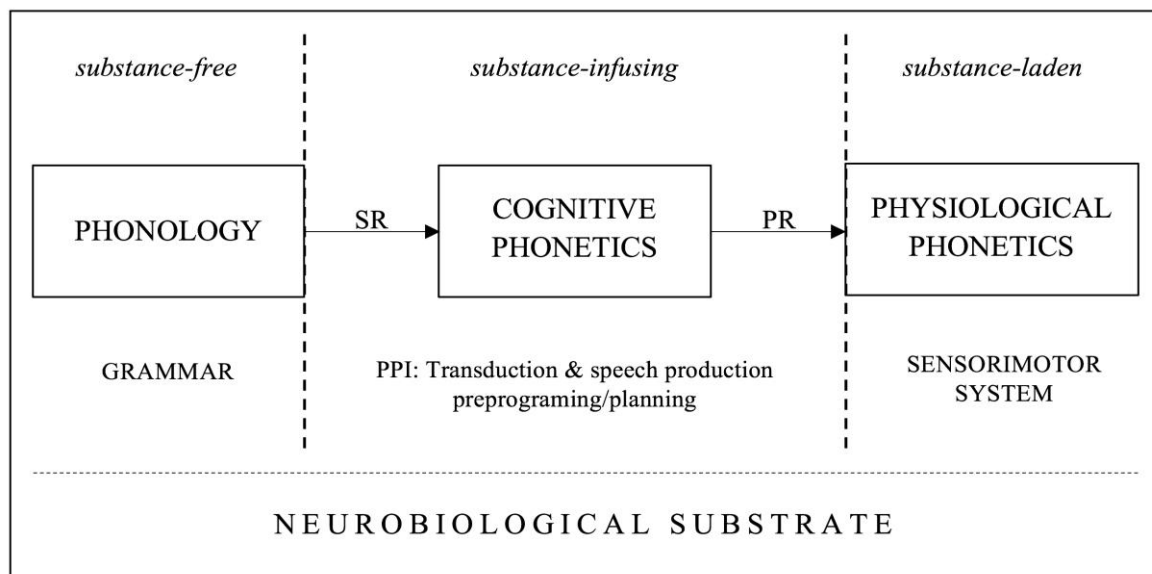 substance-free
substance-infusing
substance-laden
PHONOLOGY
SR
COGNITIVE
PHONETICS
PR
PHYSIOLOGICAL
PHONETICS
GRAMMAR
PPI: Transduction & speech production
preprograming/planning
SENSORIMOTOR
SYSTEM
NEUROBIOLOGICAL SUBSTRATE